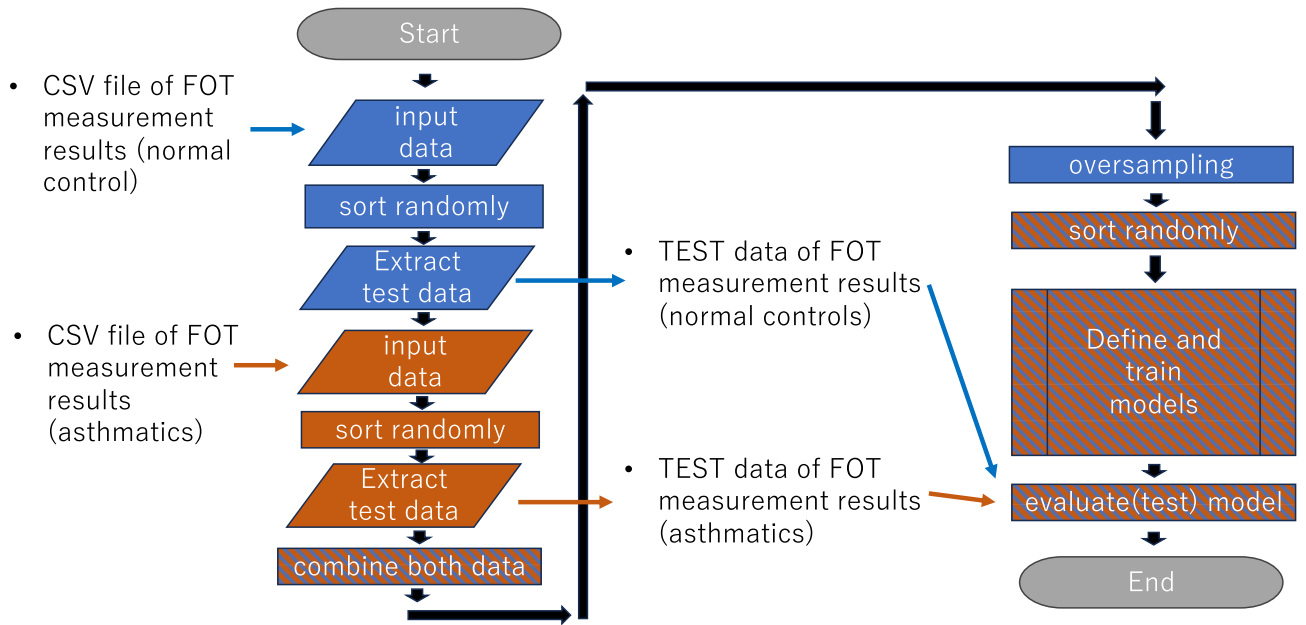 Start
• CSV file of FOT
measurement
results (normal
control)
input
data
sort randomly
Extract
test data
• TEST data of FOT
measurement results
(normal controls)
• CSV file of FOT
measurement
results
(asthmatics)
input
data
sort randomly
Extract
test data
• TEST data of FOT
measurement results
(asthmatics)
combine both data
oversampling
sort randomly
Define and
train
models
evaluate(test) model
End